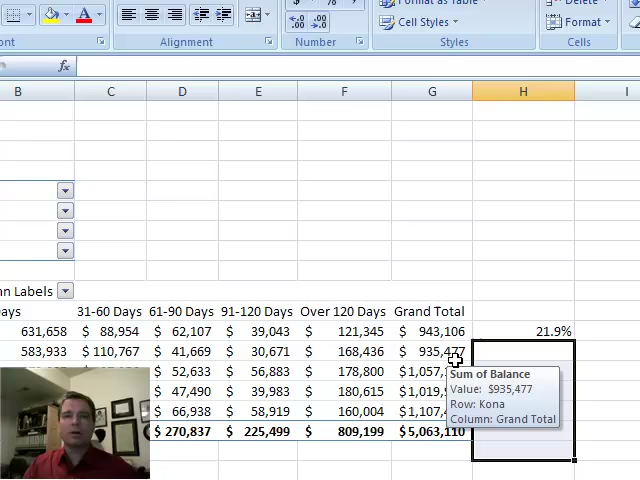 Format as Table
Delete
Cell Styles
Format
Font
Alignment
Number
Styles
Cells
fx
B C D E F G H I
Column Labels
Days 31-60 Days 61-90 Days 91-120 Days Over 120 Days Grand Total
631,658 $ 88,954 $ 62,107 $ 39,043 $ 121,345 $ 943,106 21.9%
583,933 $ 110,767 $ 41,669 $ 30,671 $ 168,436 $ 935,477
$ 52,633 $ 56,883 $ 178,800 $ 1,057,1
$ 47,490 $ 39,983 $ 180,615 $ 1,019,9
$ 66,938 $ 58,919 $ 160,004 $ 1,107,4
$ 270,837 $ 225,499 $ 809,199 $ 5,063,110
Sum of Balance
Value: $935,477
Row: Kona
Column: Grand Total